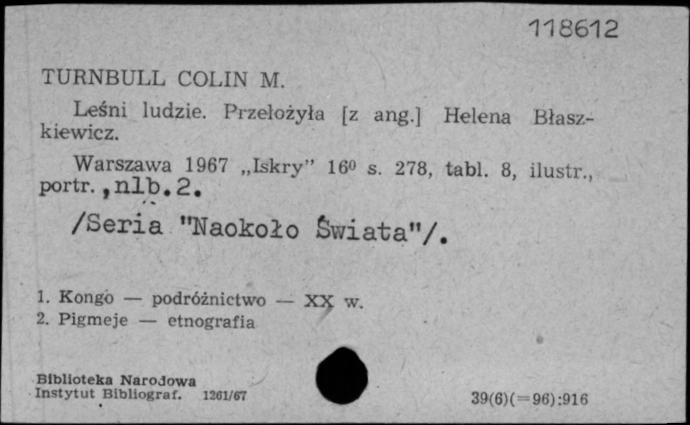 118612
TURNBULL COLIN M.
Leśni ludzie. Przełożyła [z ang.] Helena Błasz-
kiewicz.
Warszawa 1967 „Iskry” 16⁰ s. 278, tabl. 8, ilustr.,
portr. ,nlb.2.
/Seria "Naokoło Świata"/.
1. Kongo — podróżnictwo — XX w.
2. Pigmeje — etnografia
Biblioteka Narodowa
Instytut Bibliograf. 1261/67
39(6)(=96):916